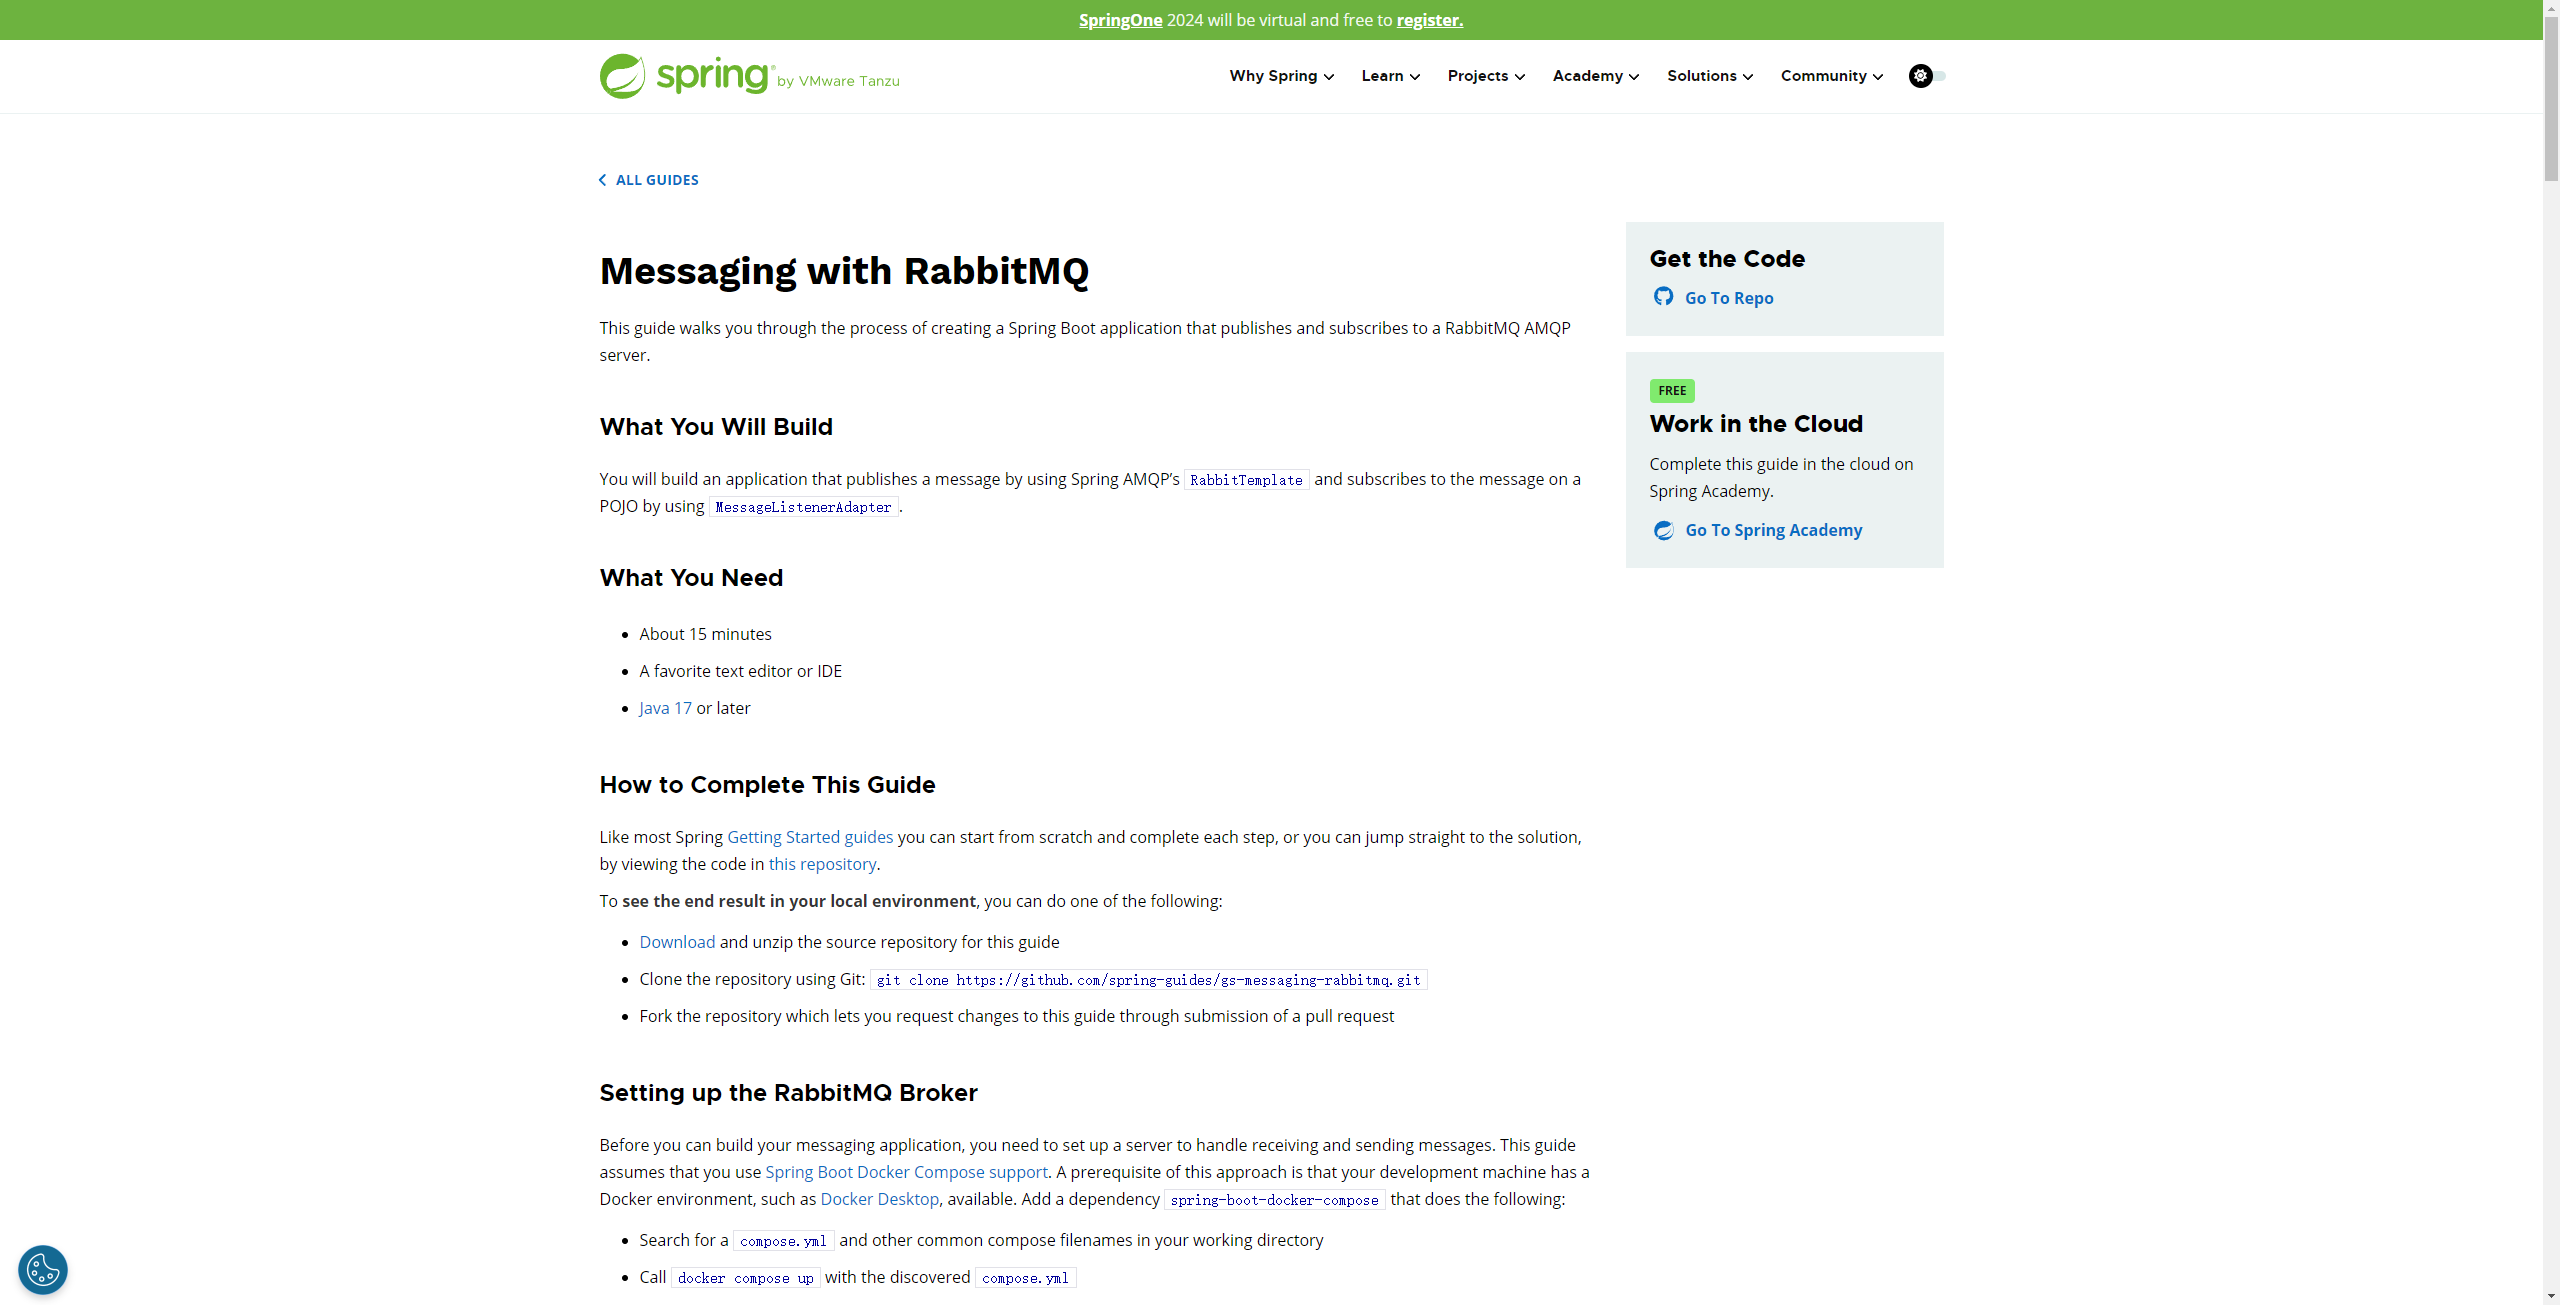 SpringOne 2024 will be virtual and free to register.
spring by VMware Tanzu
Why Spring
Learn
Projects
Academy
Solutions
Community
ALL GUIDES
Messaging with RabbitMQ
This guide walks you through the process of creating a Spring Boot application that publishes and subscribes to a RabbitMQ AMQP
server.
What You Will Build
You will build an application that publishes a message by using Spring AMQP’s RabbitTemplate and subscribes to the message on a
POJO by using MessageListenerAdapter.
What You Need
About 15 minutes
A favorite text editor or IDE
Java 17 or later
How to Complete This Guide
Like most Spring Getting Started guides you can start from scratch and complete each step, or you can jump straight to the solution,
by viewing the code in this repository.
To see the end result in your local environment, you can do one of the following:
Download and unzip the source repository for this guide
Clone the repository using Git: git clone https://github.com/spring-guides/gs-messaging-rabbitmq.git
Fork the repository which lets you request changes to this guide through submission of a pull request
Setting up the RabbitMQ Broker
Before you can build your messaging application, you need to set up a server to handle receiving and sending messages. This guide
assumes that you use Spring Boot Docker Compose support. A prerequisite of this approach is that your development machine has a
Docker environment, such as Docker Desktop, available. Add a dependency spring-boot-docker-compose that does the following:
Search for a compose.yml and other common compose filenames in your working directory
Call docker compose up with the discovered compose.yml
Get the Code
Go To Repo
FREE
Work in the Cloud
Complete this guide in the cloud on
Spring Academy.
Go To Spring Academy